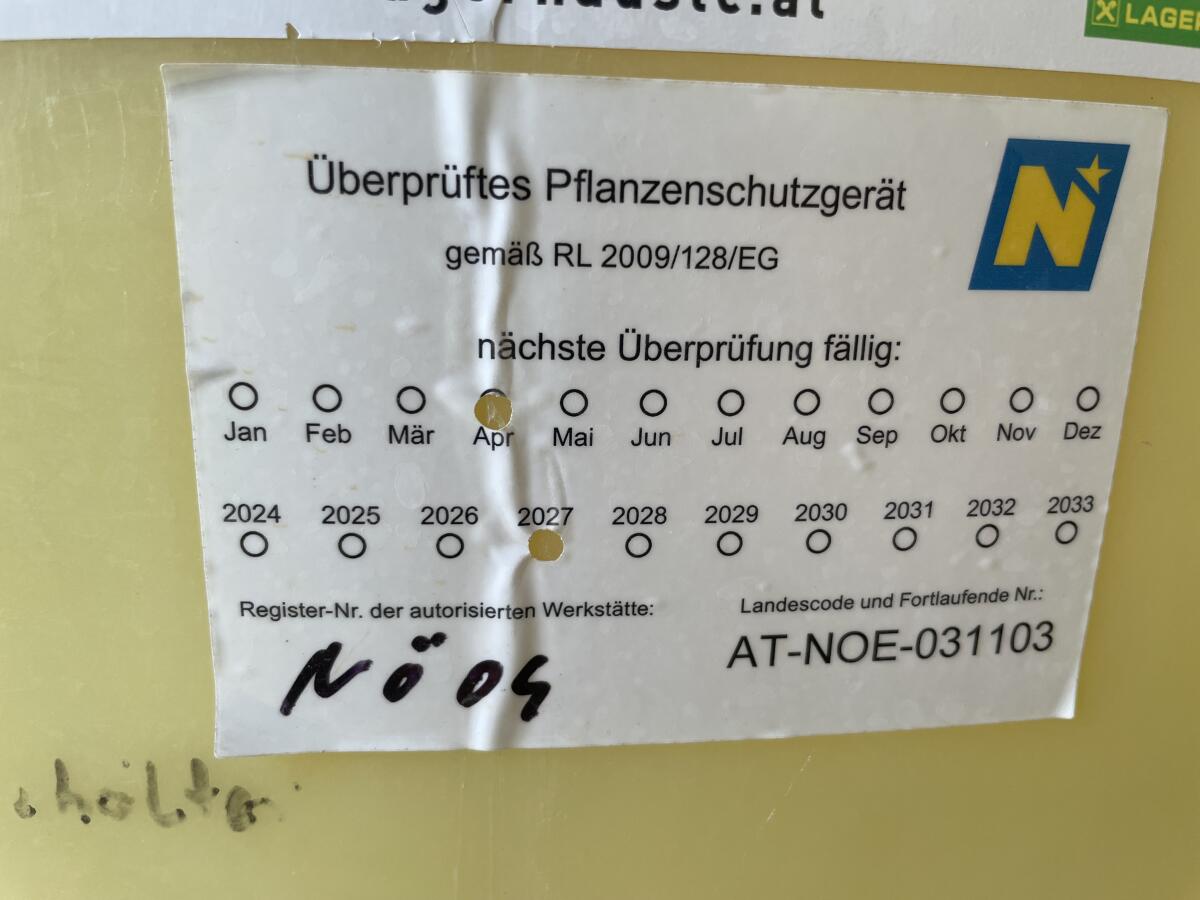 LAGER
Überprüftes Pflanzenschutzgerät
N
gemäß RL 2009/128/EG
nächste Überprüfung fällig:
Jan Feb Mär Apr Mai Jun Jul Aug Sep Okt Nov Dez
2024 2025 2026 2027 2028 2029 2030 2031 2032 2033
Register-Nr. der autorisierten Werkstätte:
Landescode und Fortlaufende Nr.:
AT-NOE-031103